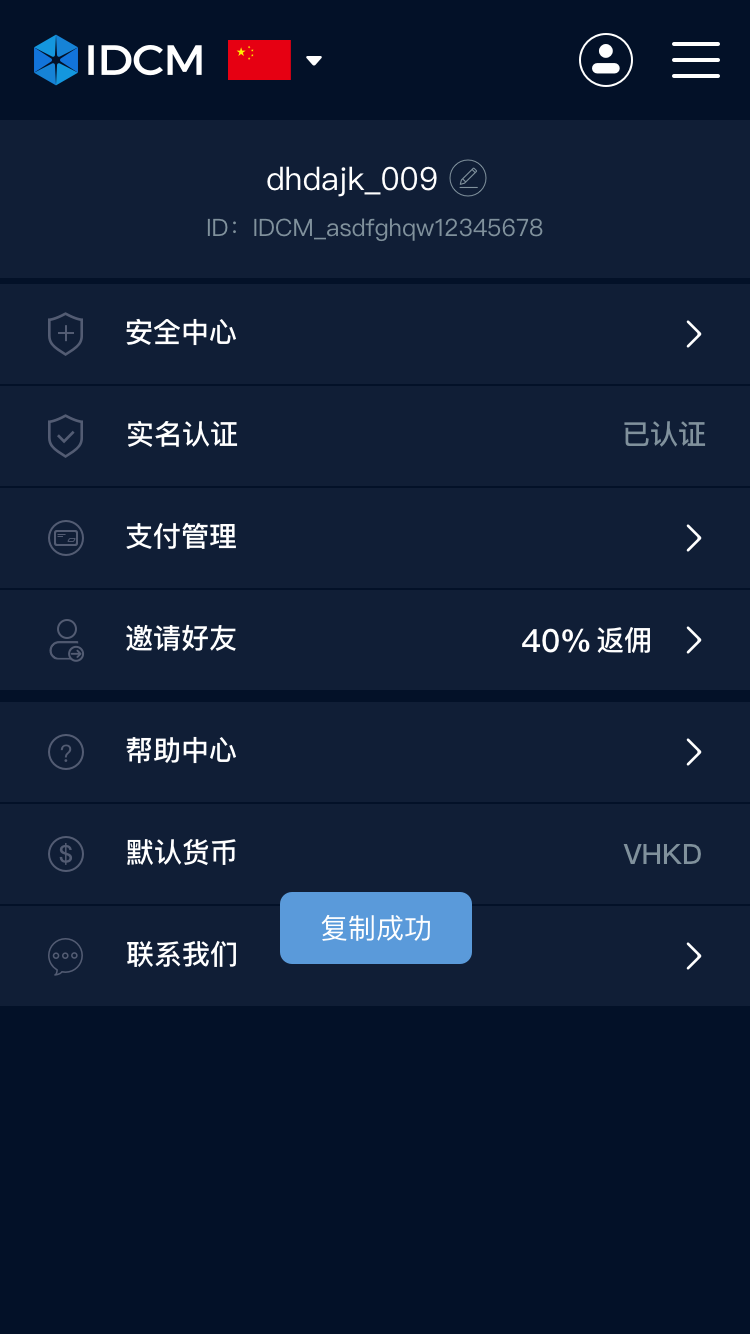 IDCM
dhdajk_009
ID：IDCM_asdfghqw12345678
安全中心
实名认证 已认证
支付管理
邀请好友 40% 返佣
帮助中心
默认货币 VHKD
复制成功
联系我们